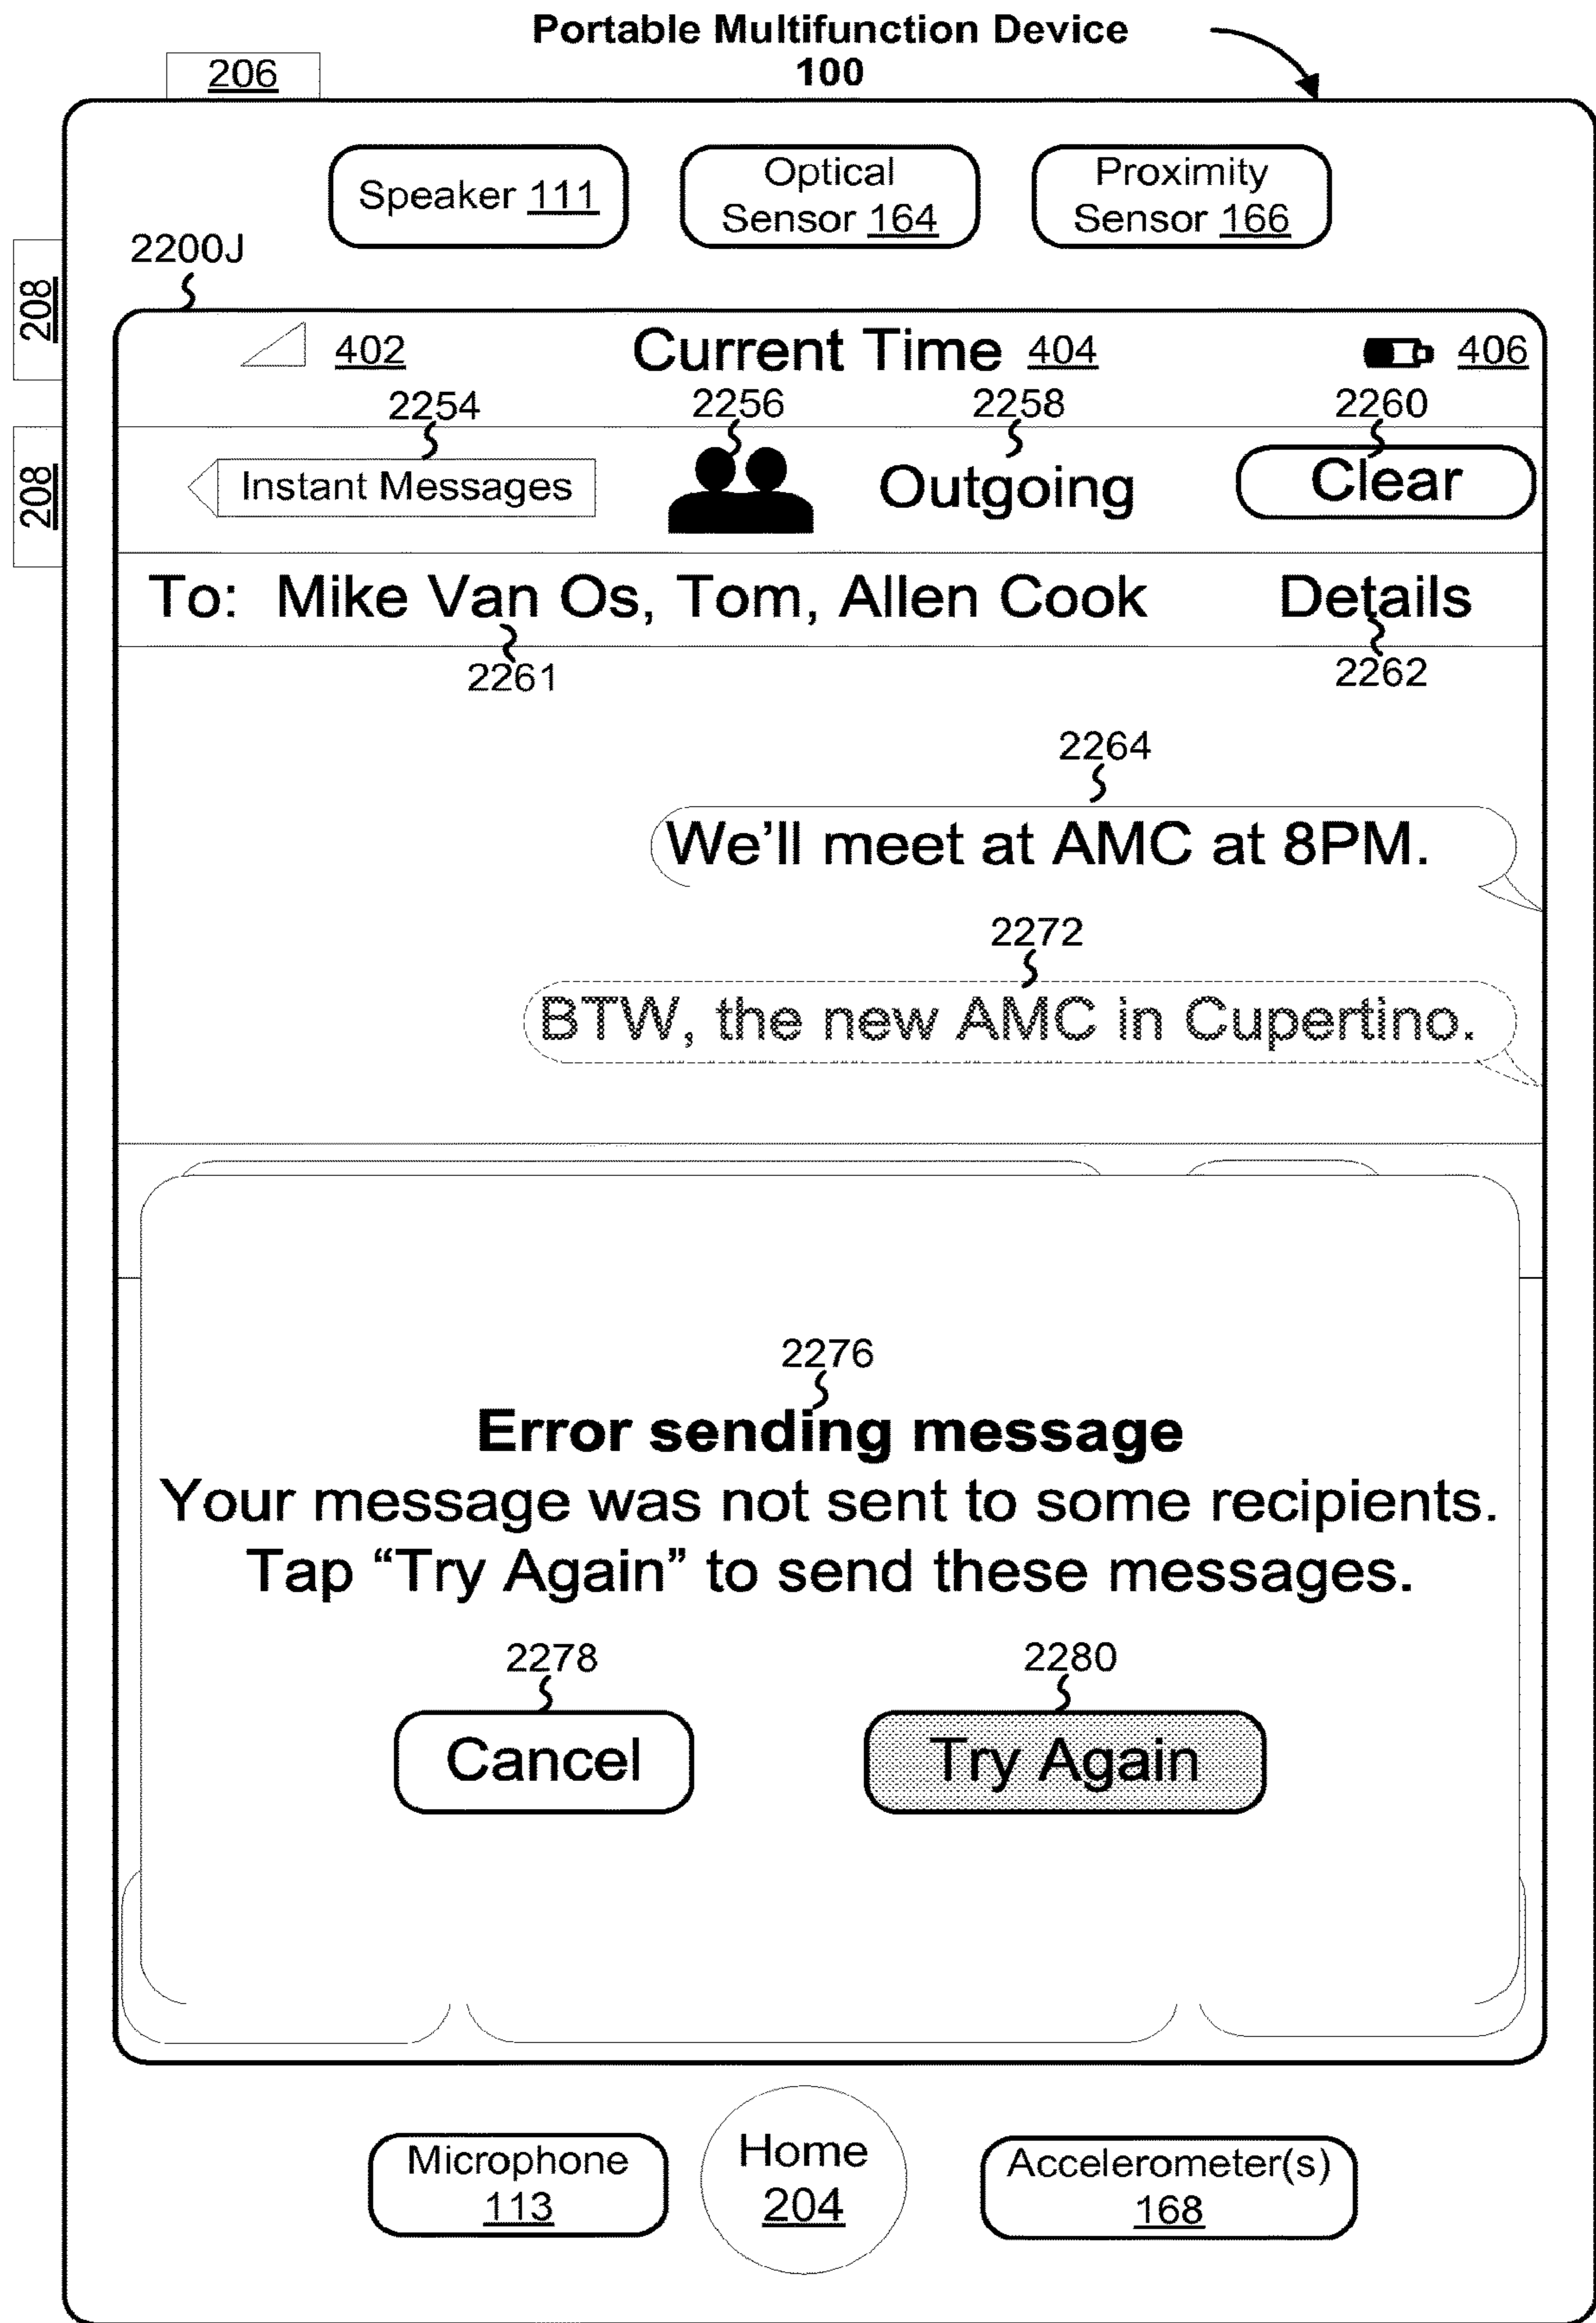 Portable Multifunction Device
100
206
Speaker 111
Optical
Sensor 164
Proximity
Sensor 166
2200J
208
402
Current Time 404
406
2254
2256
2258
2260
208
Instant Messages
Outgoing
Clear
To: Mike Van Os, Tom, Allen Cook
Details
2261
2262
2264
We'll meet at AMC at 8PM.
2272
BTW, the new AMC in Cupertino.
2276
Error sending message
Your message was not sent to some recipients.
Tap “Try Again” to send these messages.
2278
2280
Cancel
Try Again
Microphone
113
Home
204
Accelerometer(s)
168